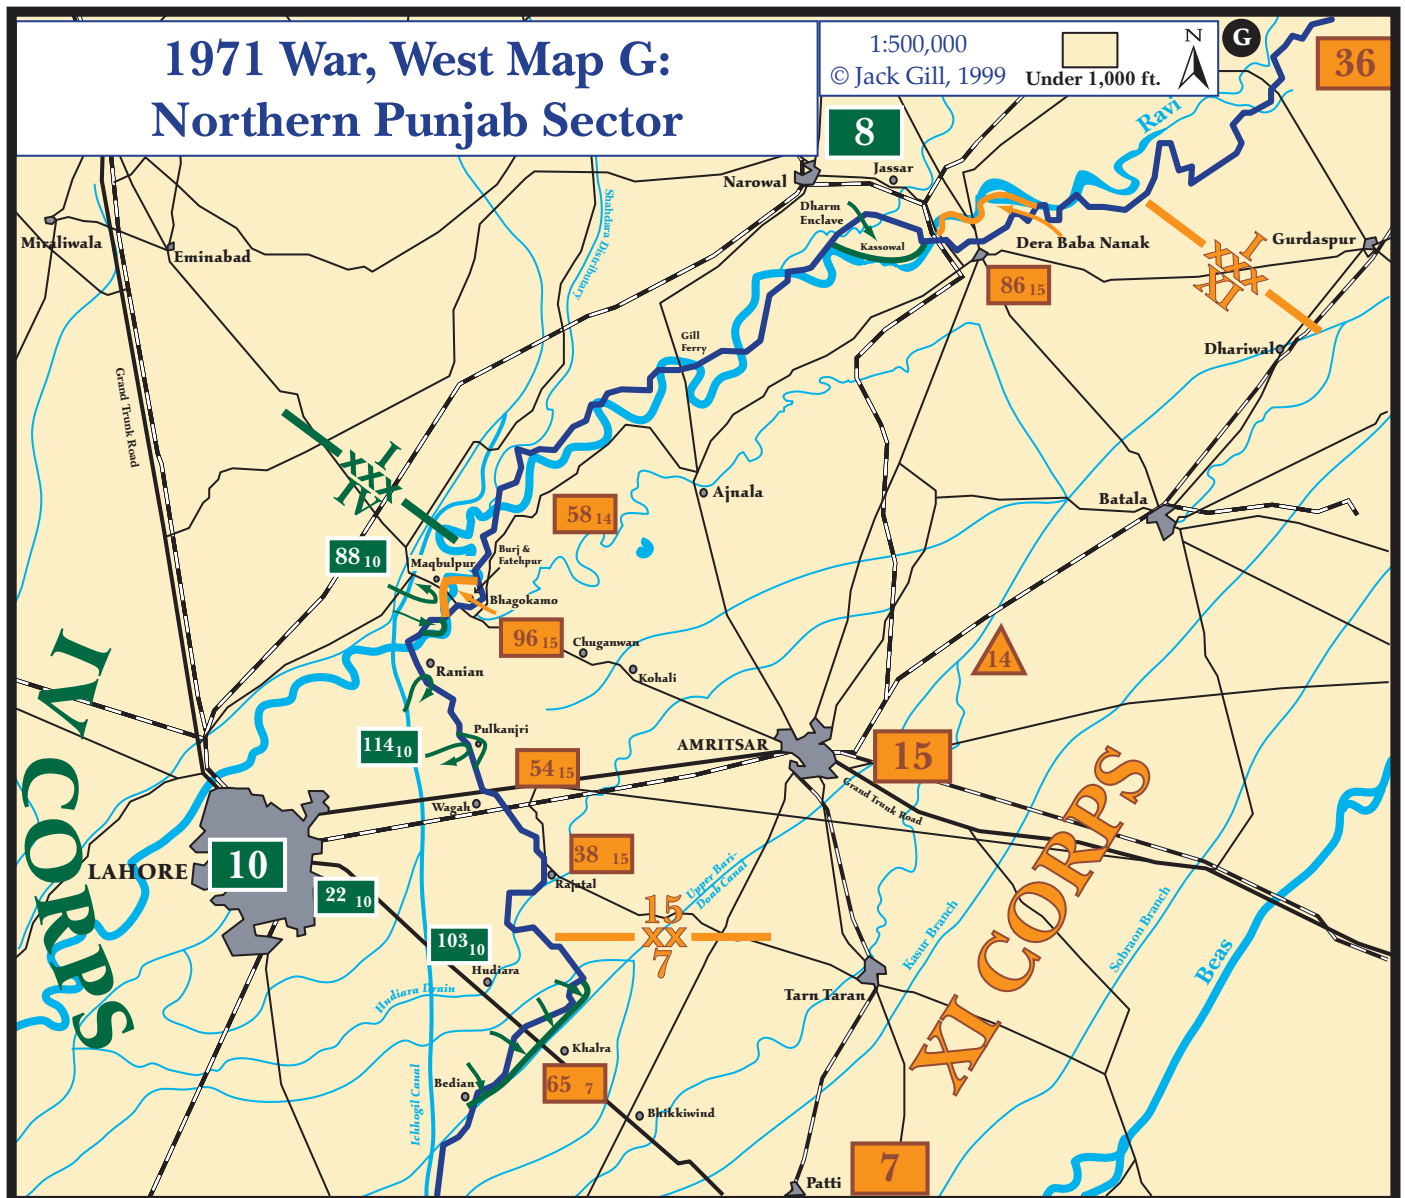 1971 War, West Map G:
Northern Punjab Sector
1:500,000
© Jack Gill, 1999
Under 1,000 ft.
N
G
36
Ravi
8
Jassar
Narowal
Dharm
Enclave
Kassowal
Dera Baba Nanak
Gurdaspur
I
XXX
XI
86 15
Dhariwal
Miraliwala
Eminabad
Shahdara Distributary
Gill
Ferry
Grand Trunk Road
I
XXX
IV
Ajnala
Batala
58 14
88 10
Maqbulpur
Burj &
Fatehpur
Bhagokamo
96 15
Chuganwan
Kohali
14
Ranian
IV CORPS
Pulkanjri
114 10
AMRITSAR
15
54 15
Wagah
Grand Trunk Road
38 15
Rajatal
Upper Bari-
Doab Canal
LAHORE
10
22 10
15
XX
7
103 10
Hudiara
Hudiara Drain
Kasur Branch
Sobraon Branch
Beas
XI CORPS
Tarn Taran
Khalra
Bedian
65 7
Ichhogil Canal
Bhikkiwind
7
Patti